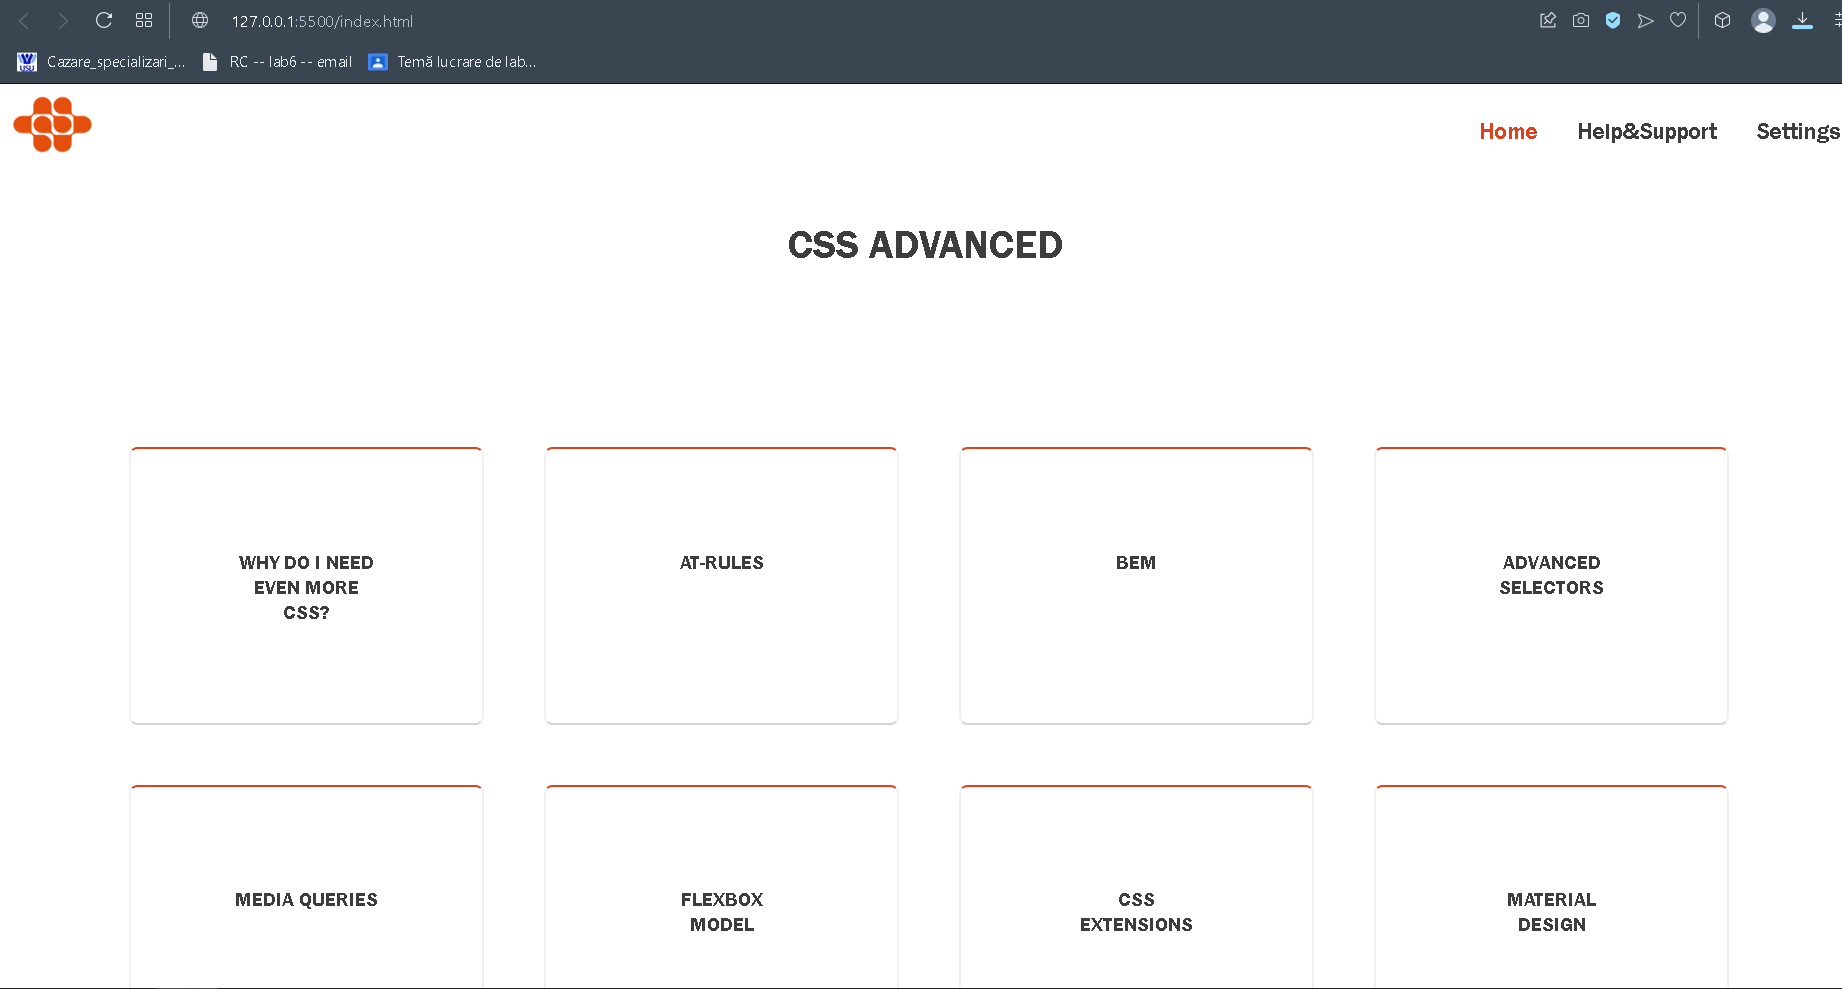 127.0.0.1:5500/index.html
Cazare_specializari_... RC -- lab6 -- email Temă lucrare de lab...
Home Help&Support Settings
CSS ADVANCED
WHY DO I NEED
EVEN MORE
CSS?
AT-RULES
BEM
ADVANCED
SELECTORS
MEDIA QUERIES
FLEXBOX
MODEL
CSS
EXTENSIONS
MATERIAL
DESIGN